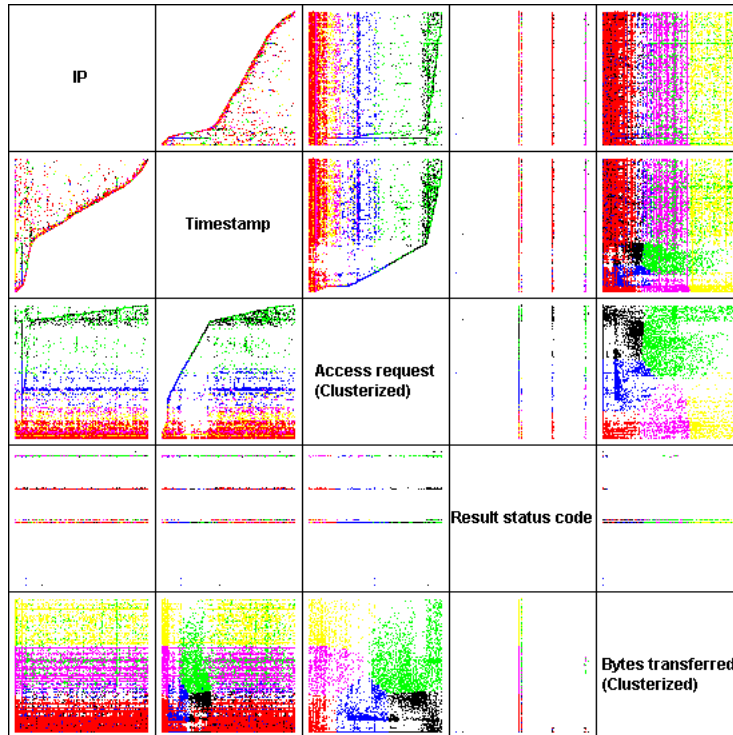 IP
Timestamp
Access request
(Clusterized)
Result status code
Bytes transferred
(Clusterized)